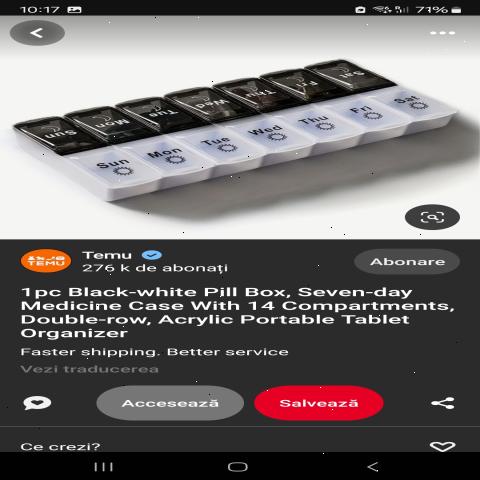 10:17
71%
Sun Mon Tue Wed Thu Fri Sat
Sun Mon Tue Wed Thu Fri Sat
TEMU
Temu
276 k de abonați
Abonare
1pc Black-white Pill Box, Seven-day
Medicine Case With 14 Compartments,
Double-row, Acrylic Portable Tablet
Organizer
Faster shipping. Better service
Vezi traducerea
Accesează
Salvează
Ce crezi?